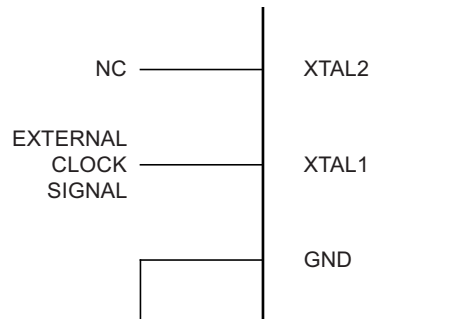 NC
XTAL2
EXTERNAL
CLOCK
SIGNAL
XTAL1
GND